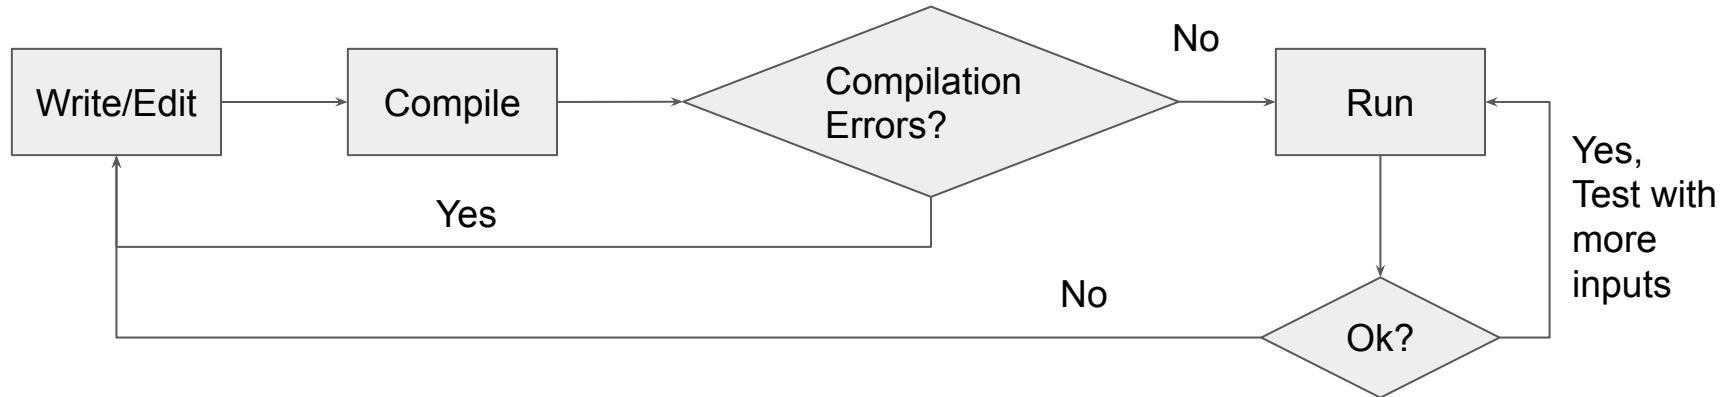 Write/Edit
Compile
Compilation
Errors?
No
Run
Yes,
Test with
more
inputs
Yes
No
Ok?